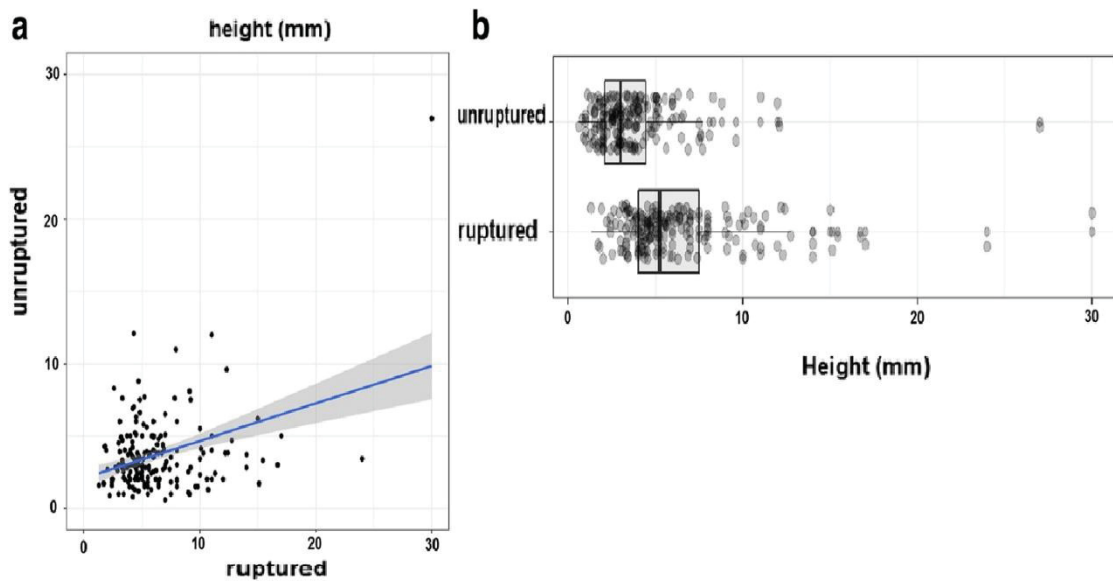 a
height (mm)
30
20
10
0
unruptured
0 10 20 30
ruptured
b
unruptured
ruptured
0 10 20 30
Height (mm)